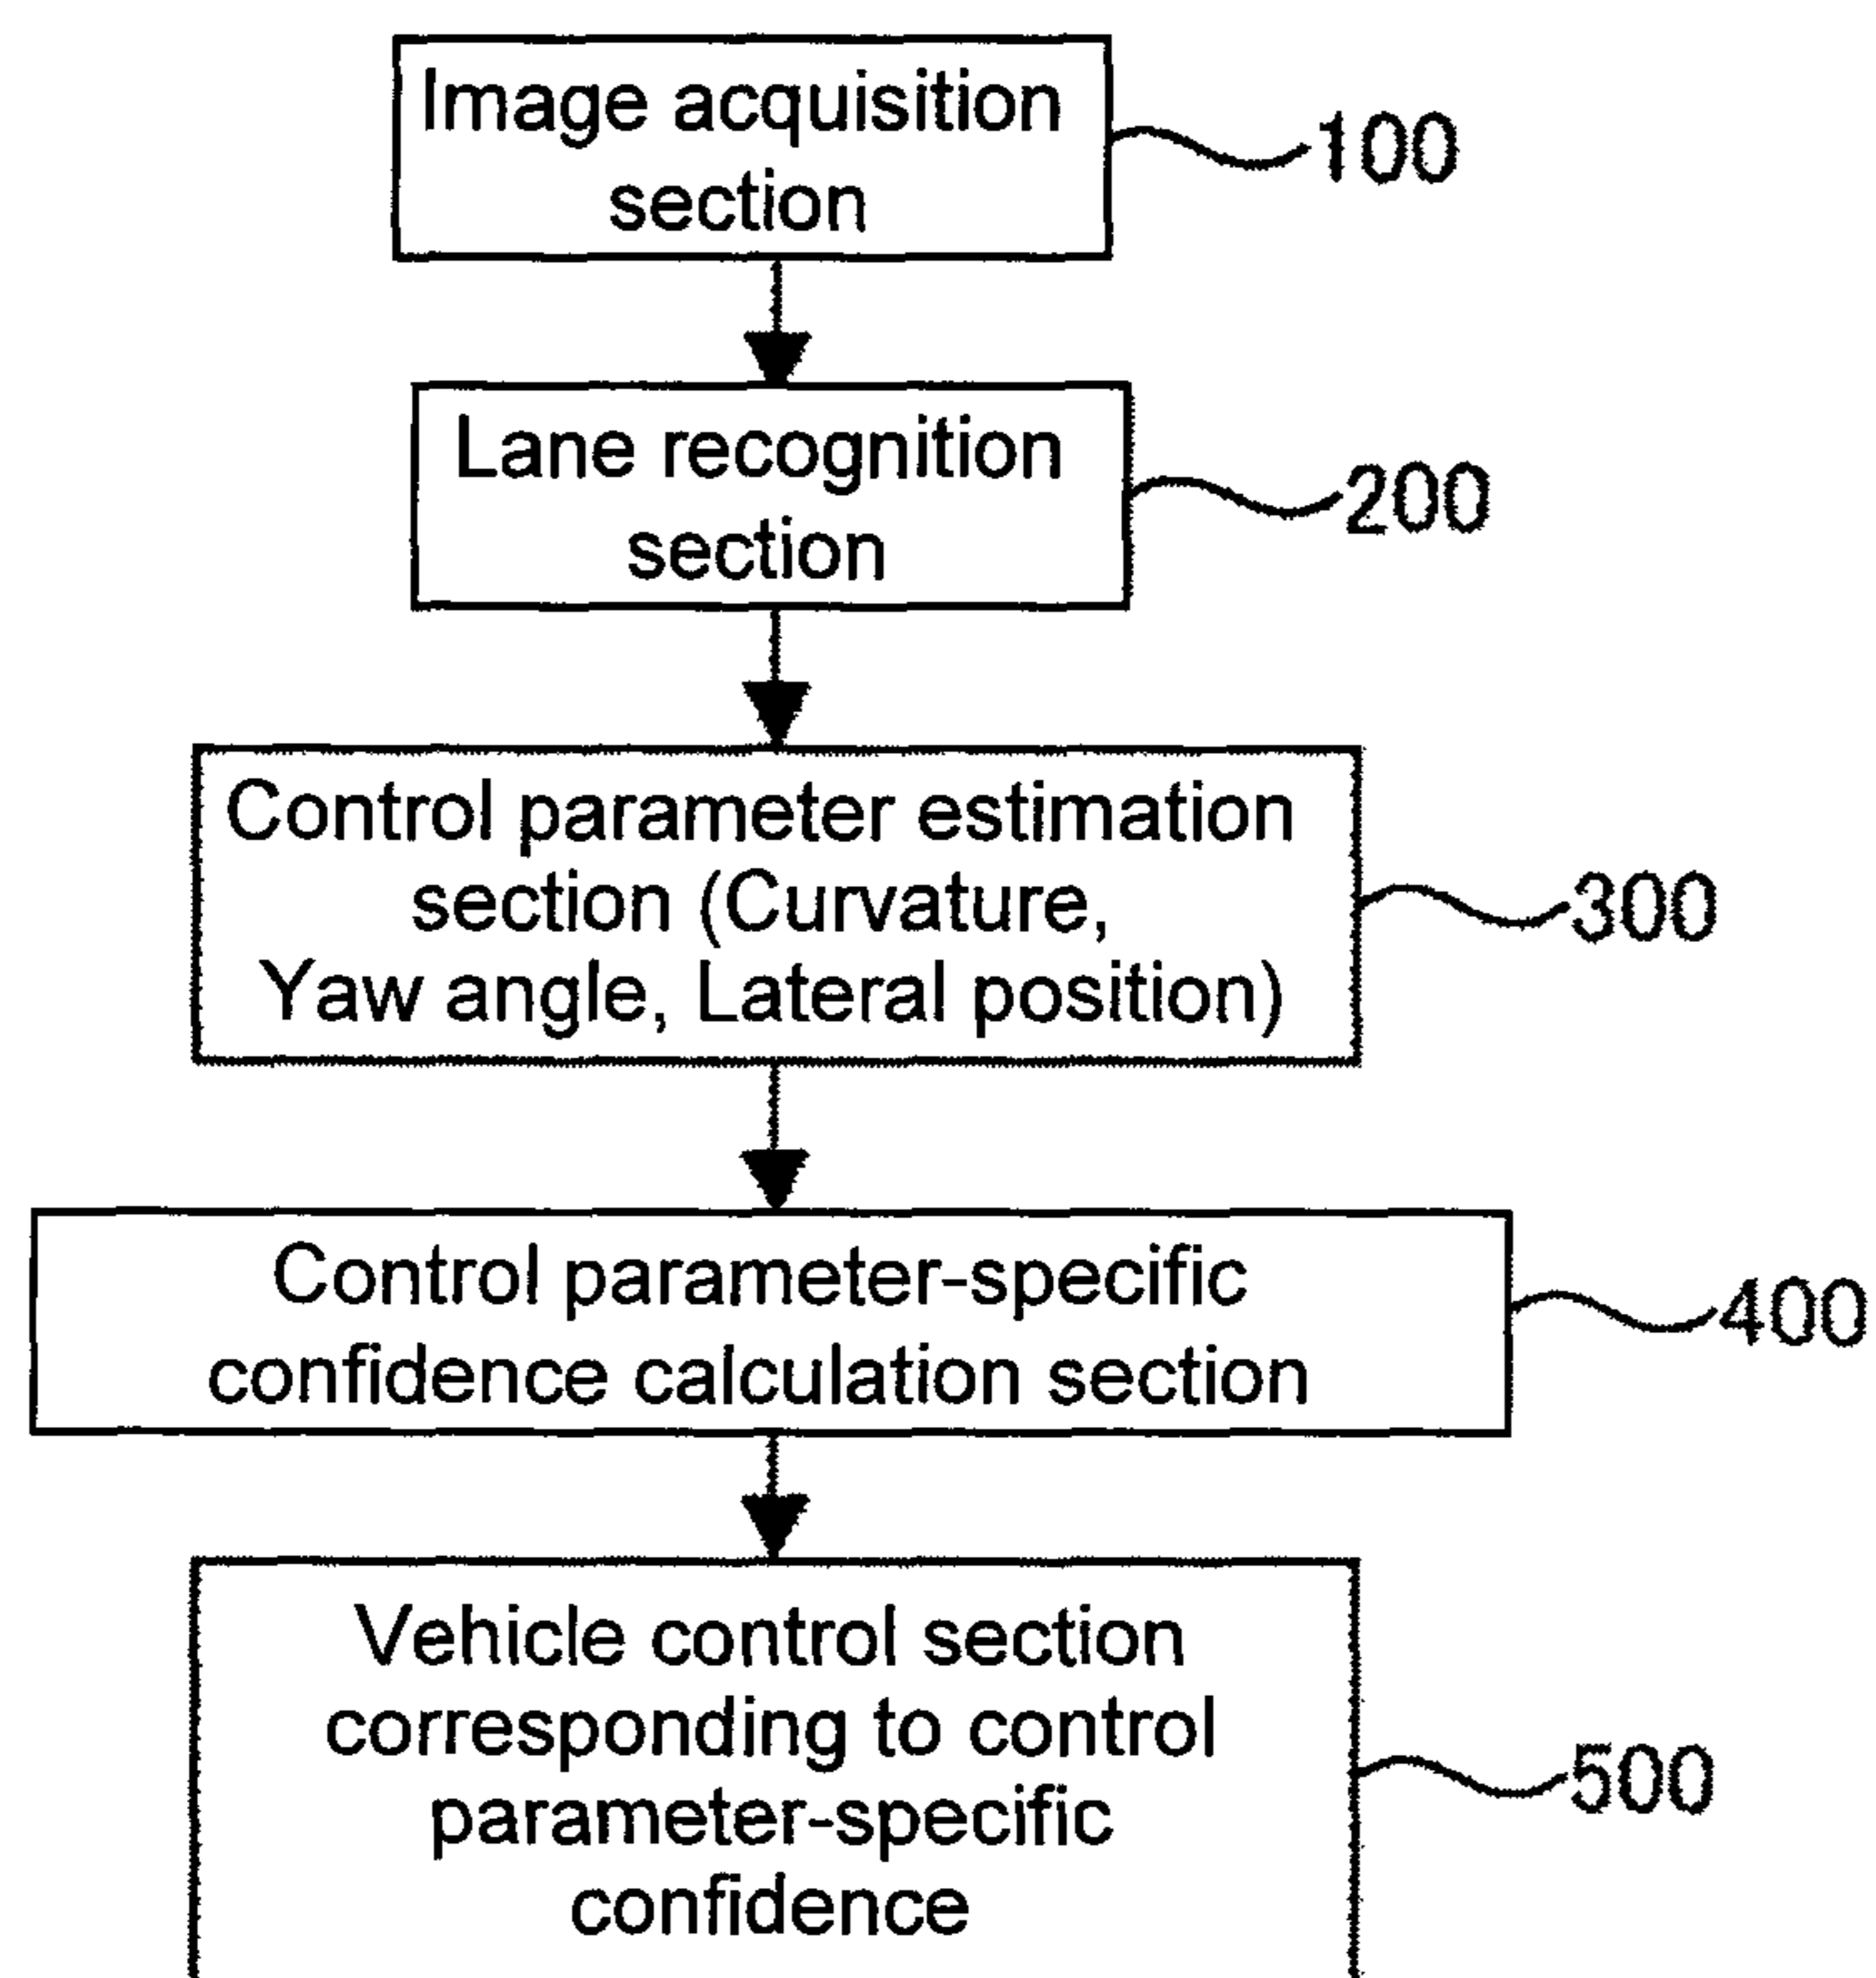 Image acquisition
section
100
Lane recognition
section
200
Control parameter estimation
section (Curvature,
Yaw angle, Lateral position)
300
Control parameter-specific
confidence calculation section
400
Vehicle control section
corresponding to control
parameter-specific
confidence
500